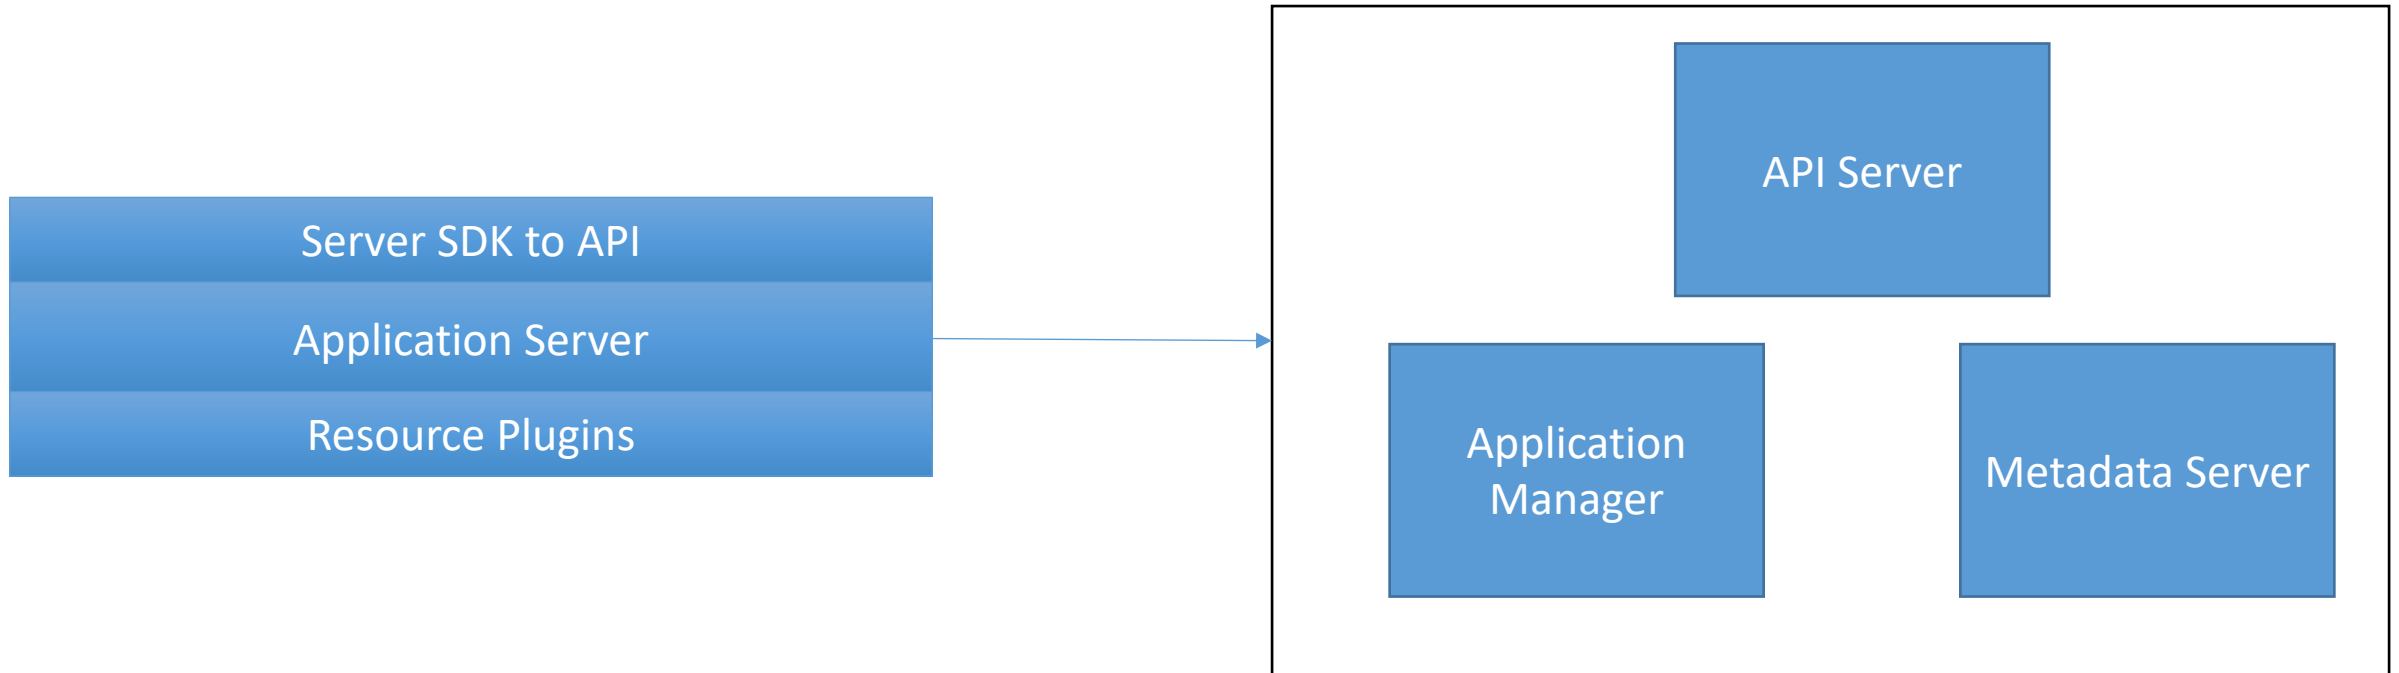 Server SDK to API
Application Server
Resource Plugins
API Server
Application
Manager
Metadata Server